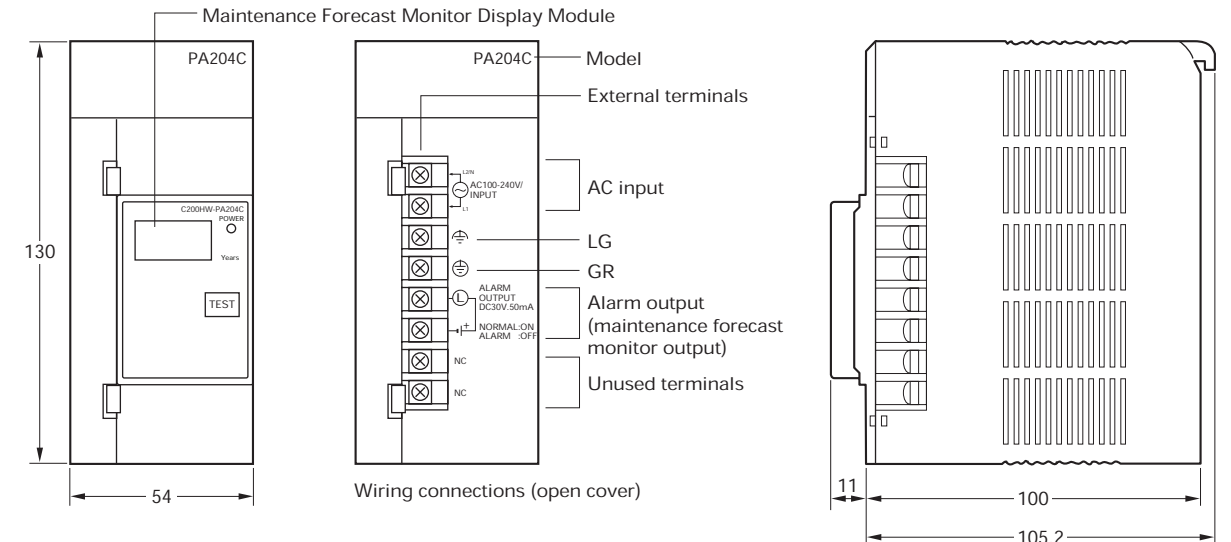 Maintenance Forecast Monitor Display Module
PA204C
C200HW-PA204C
POWER
Years
TEST
130
54
PA204C
Model
External terminals
L2/N
AC100-240V/
INPUT
L1
AC input
LG
GR
ALARM
OUTPUT
DC30V.50mA
NORMAL:ON
ALARM :OFF
L
+
Alarm output
(maintenance forecast
monitor output)
NC
NC
Unused terminals
Wiring connections (open cover)
11
100
105.2